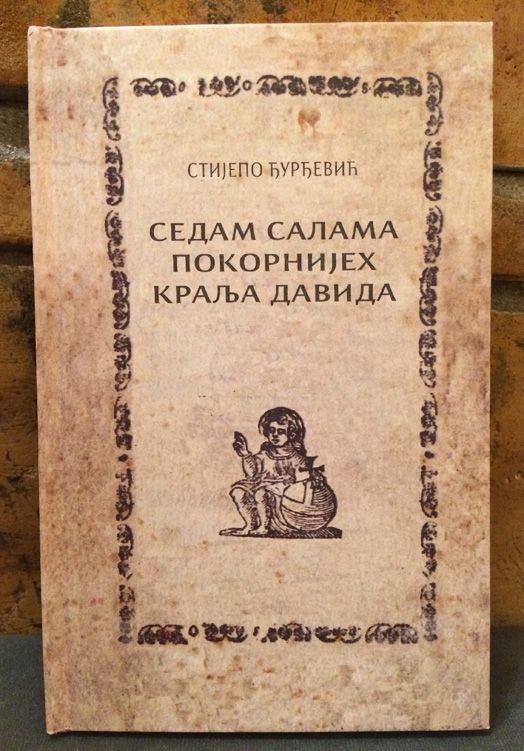 СТИЈЕПО ЂУРЂЕВИЋ
СЕДАМ САЛАМА
ПОКОРНИЈЕХ
КРАЉА ДАВИДА